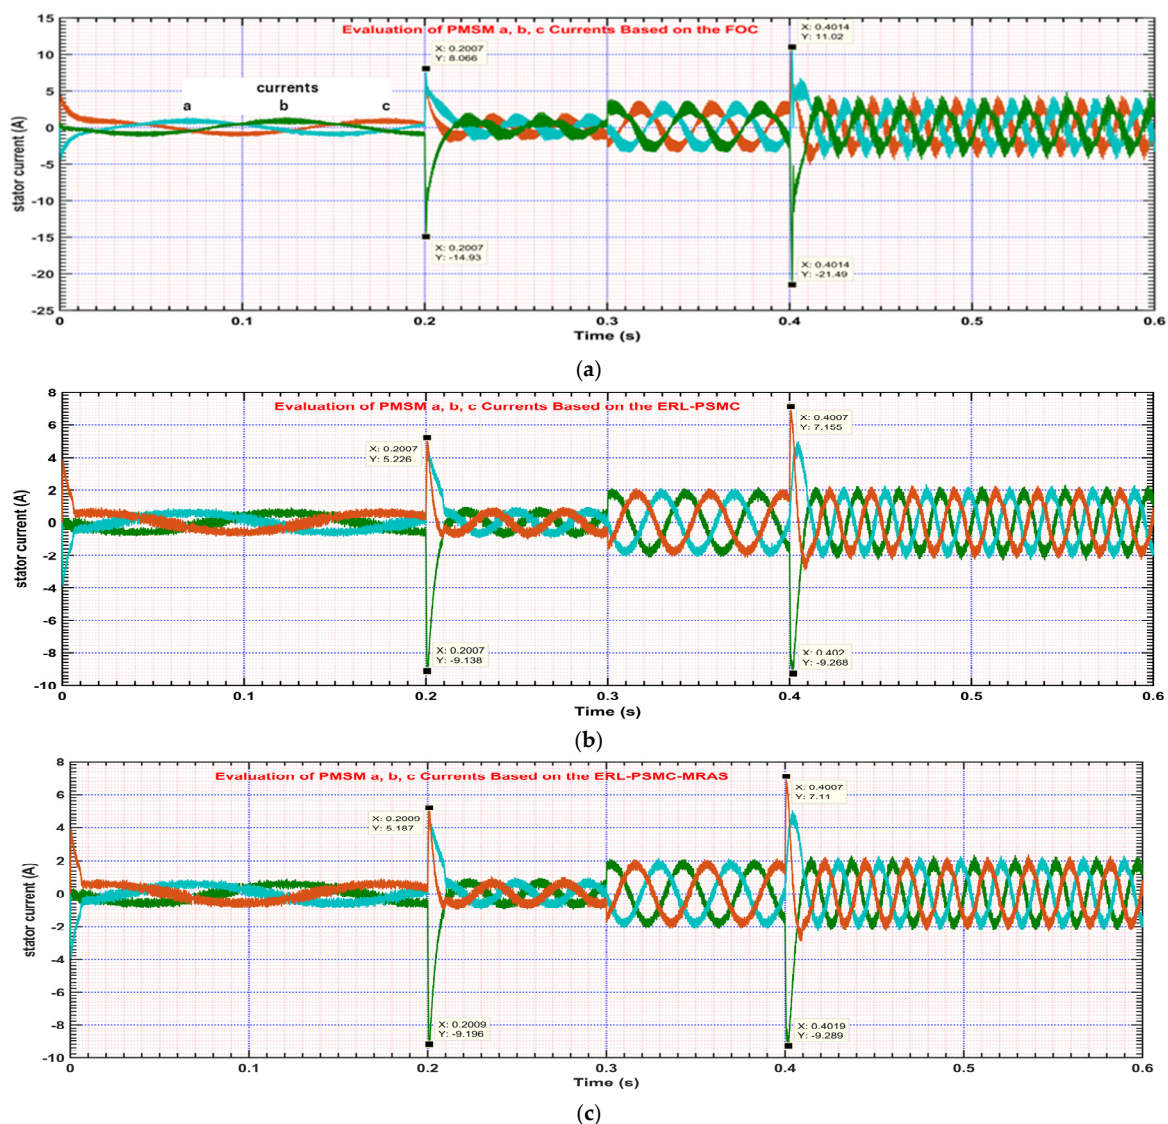 Evaluation of PMSM a, b, c Currents Based on the FOC
X: 0.4014
Y: 11.02
X: 0.2007
Y: 8.066
currents
a b c
X: 0.2007
Y: -14.93
X: 0.4014
Y: -21.49
stator current (A)
15
10
5
0
-5
-10
-15
-20
-25
0 0.1 0.2 0.3 0.4 0.5 0.6
Time (s)
(a)
Evaluation of PMSM a, b, c Currents Based on the ERL-PSMC
X: 0.4007
Y: 7.155
X: 0.2007
Y: 5.226
X: 0.2007
Y: -9.138
X: 0.402
Y: -9.268
stator current (A)
8
6
4
2
0
-2
-4
-6
-8
-10
0 0.1 0.2 0.3 0.4 0.5 0.6
Time (s)
(b)
Evaluation of PMSM a, b, c Currents Based on the ERL-PSMC-MRAS
X: 0.4007
Y: 7.11
X: 0.2009
Y: 5.187
X: 0.2009
Y: -9.196
X: 0.4019
Y: -9.289
stator current (A)
8
6
4
2
0
-2
-4
-6
-8
-10
0 0.1 0.2 0.3 0.4 0.5 0.6
Time (s)
(c)